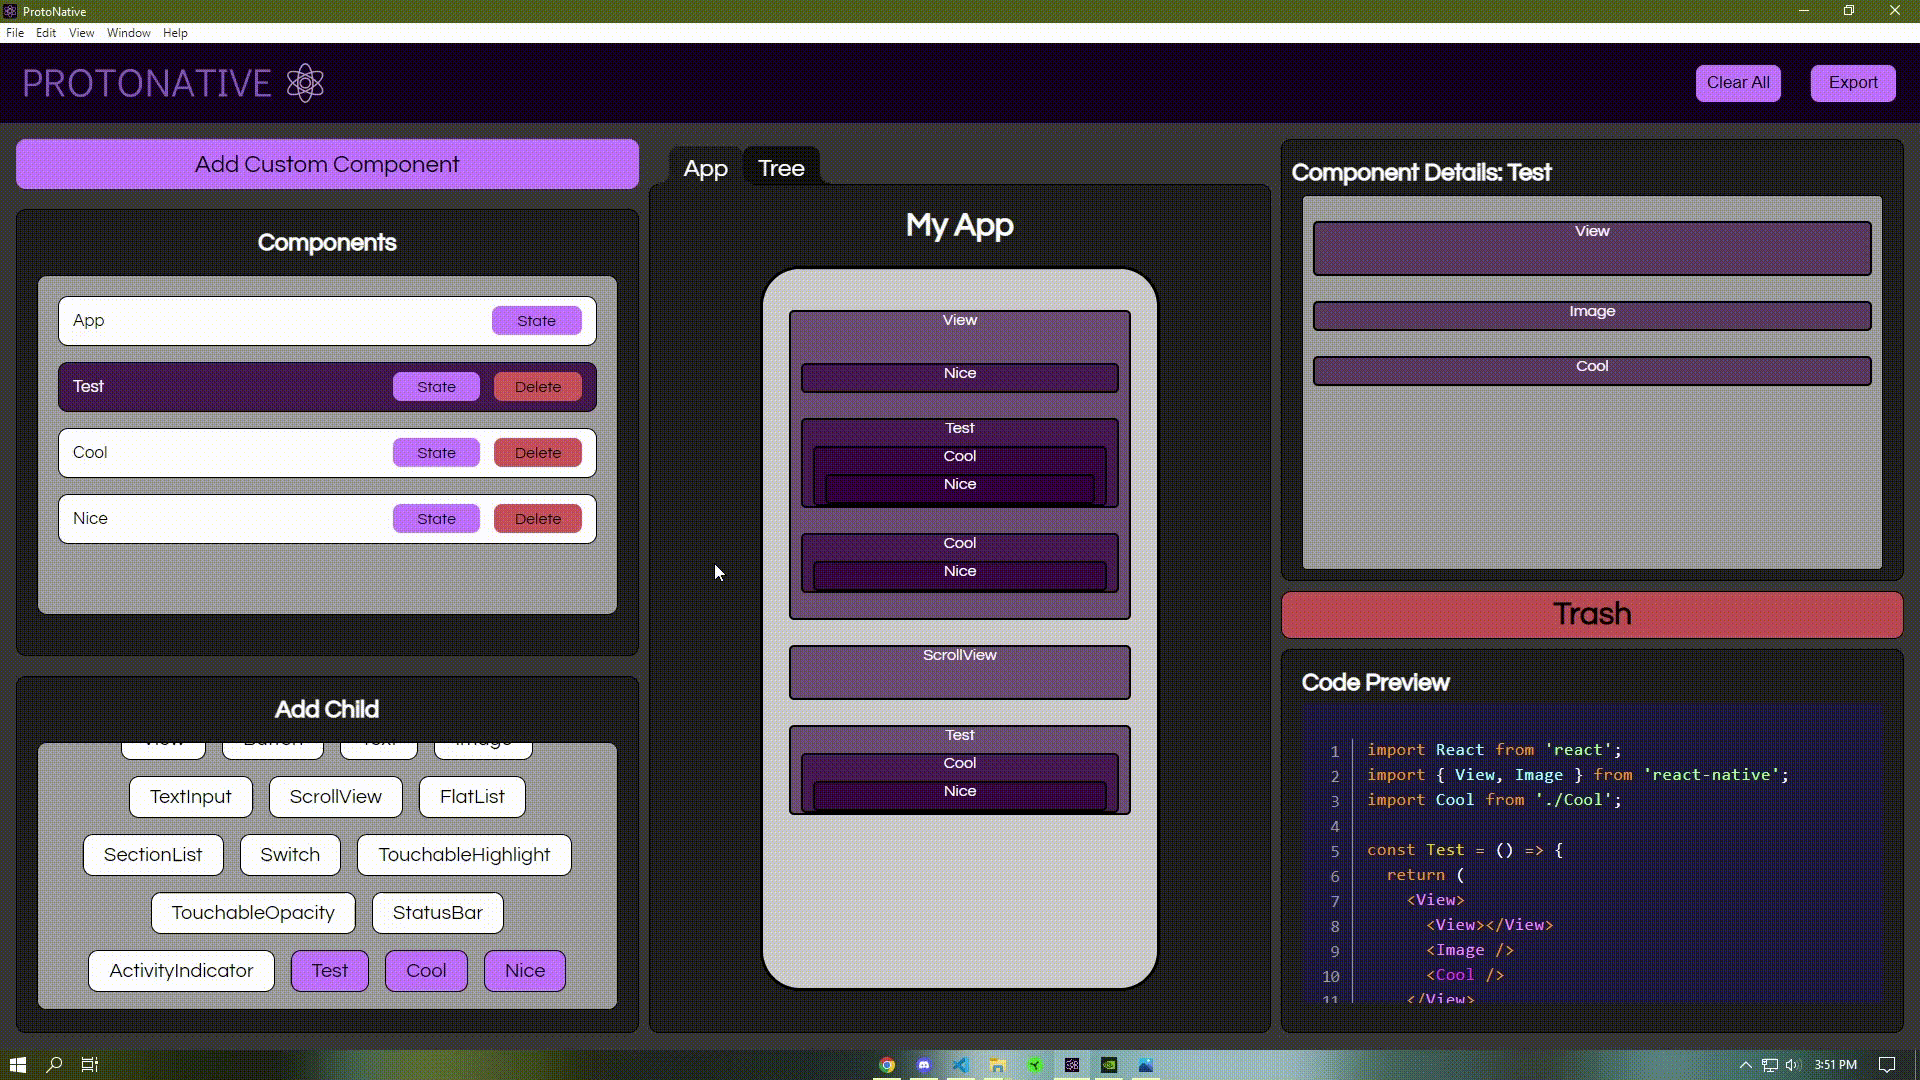 ProtoNative
File Edit View Window Help
PROTONATIVE
Clear All
Export
Add Custom Component
Components
App State
Test State Delete
Cool State Delete
Nice State Delete
Add Child
View Button Text Image
TextInput ScrollView FlatList
SectionList Switch TouchableHighlight
TouchableOpacity StatusBar
ActivityIndicator Test Cool Nice
App Tree
My App
View
Nice
Test
Cool
Nice
Cool
Nice
ScrollView
Test
Cool
Nice
Component Details: Test
View
Image
Cool
Trash
Code Preview
1 import React from 'react';
2 import { View, Image } from 'react-native';
3 import Cool from './Cool';
4
5 const Test = () => {
6 return (
7 <View>
8 <View></View>
9 <Image />
10 <Cool />
11 </View>
3:51 PM